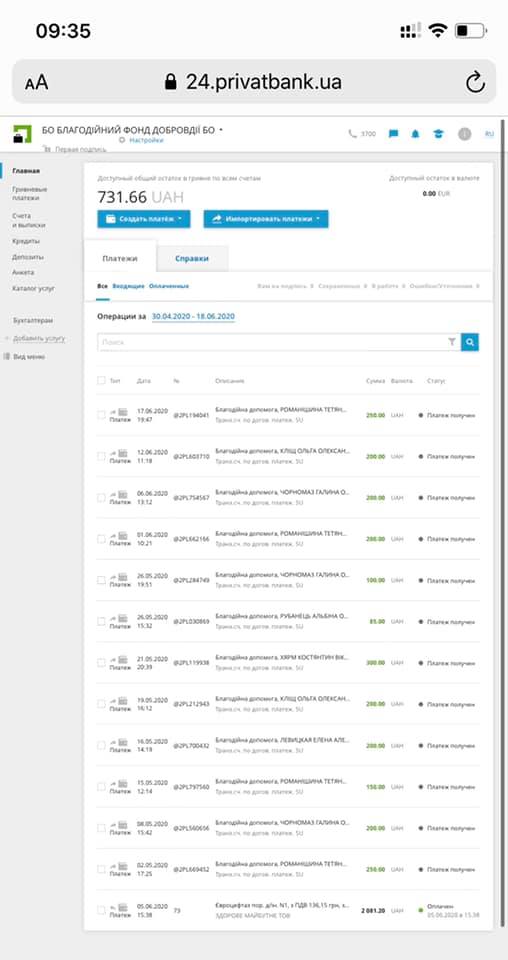 09:35
AA 24.privatbank.ua
БО БЛАГОДІЙНИЙ ФОНД ДОБРОВДІЇ БО
Настройки
Первая подпись
3700
RU
Главная
Гривневые
платежи
Счета
и выписки
Кредиты
Депозиты
Анкета
Каталог услуг
Бухгалтерам
Добавить услугу
Вид меню
Доступный общий остаток в гривне по всем счетам
Доступный остаток в валюте
731.66 UAH
0.00 EUR
Создать платёж
Импортировать платежи
Платежи
Справки
Все Входящие Оплаченные
Вам на подпись 0 Сохраненные 0 В работе 0 Ошибки/Уточнения 0
Операции за 30.04.2020 - 18.06.2020
Поиск
Тип Дата № Описание Сумма Валюта Статус
Платеж 17.06.2020 19:47 @2PL194041 Благодійна допомога, РОМАНІШИНА ТЕТЯН... 250.00 UAH Платеж получен
Транз.сч. по догов. платеж. SU
Платеж 12.06.2020 11:18 @2PL603710 Благодійна допомога, КЛІЩ ОЛЬГА ОЛЕКСАН... 200.00 UAH Платеж получен
Транз.сч. по догов. платеж. SU
Платеж 06.06.2020 13:12 @2PL754567 Благодійна допомога, ЧОРНОМАЗ ГАЛИНА О... 200.00 UAH Платеж получен
Транз.сч. по догов. платеж. SU
Платеж 01.06.2020 10:21 @2PL662166 Благодійна допомога, РОМАНІШИНА ТЕТЯН... 200.00 UAH Платеж получен
Транз.сч. по догов. платеж. SU
Платеж 26.05.2020 19:51 @2PL284749 Благодійна допомога, ЧОРНОМАЗ ГАЛИНА О... 100.00 UAH Платеж получен
Транз.сч. по догов. платеж. SU
Платеж 26.05.2020 15:32 @2PL030869 Благодійна допомога, РУБАНЕЦЬ АЛЬБІНА О... 85.00 UAH Платеж получен
Транз.сч. по догов. платеж. SU
Платеж 21.05.2020 20:39 @2PL119938 Благодійна допомога, ХЯРМ КОСТЯНТИН ВІК... 300.00 UAH Платеж получен
Транз.сч. по догов. платеж. SU
Платеж 19.05.2020 16:12 @2PL212943 Благодійна допомога, КЛІЩ ОЛЬГА ОЛЕКСАН... 200.00 UAH Платеж получен
Транз.сч. по догов. платеж. SU
Платеж 16.05.2020 14:19 @2PL700432 Благодійна допомога, ЛЕВИЦКАЯ ЕЛЕНА АЛЕ... 200.00 UAH Платеж получен
Транз.сч. по догов. платеж. SU
Платеж 15.05.2020 12:14 @2PL797560 Благодійна допомога, РОМАНІШИНА ТЕТЯН... 150.00 UAH Платеж получен
Транз.сч. по догов. платеж. SU
Платеж 08.05.2020 15:42 @2PL560656 Благодійна допомога, ЧОРНОМАЗ ГАЛИНА О... 200.00 UAH Платеж получен
Транз.сч. по догов. платеж. SU
Платеж 02.05.2020 17:25 @2PL669452 Благодійна допомога, РОМАНІШИНА ТЕТЯН... 250.00 UAH Платеж получен
Транз.сч. по догов. платеж. SU
Платеж 05.06.2020 15:38 73 Євроцефтаз пор. д/ін. N1, з ПДВ 136,15 грн, з... 2 081.20 UAH Оплачен
ЗДОРОВЕ МАЙБУТНЄ ТОВ 05.06.2020 в 15:38